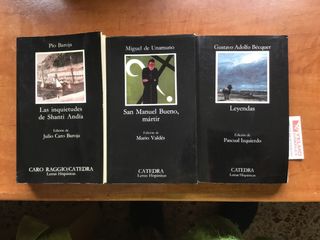 Pío Baroja
Las inquietudes
de Shanti Andía
Edición de
Julio Caro Baroja
CARO RAGGIO/CATEDRA
Letras Hispánicas
Miguel de Unamuno
San Manuel Bueno,
mártir
Edición de
Mario Valdés
CATEDRA
Letras Hispánicas
Gustavo Adolfo Bécquer
Leyendas
Edición de
Pascual Izquierdo
CATEDRA
Letras Hispánicas